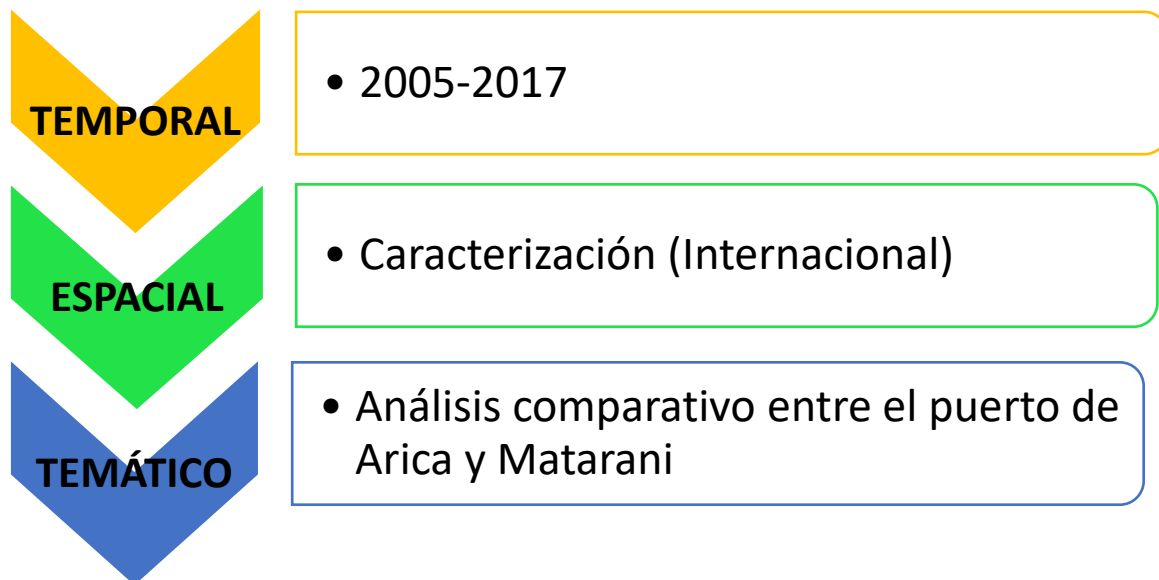 TEMPORAL
• 2005-2017
ESPACIAL
• Caracterización (Internacional)
TEMÁTICO
• Análisis comparativo entre el puerto de
Arica y Matarani